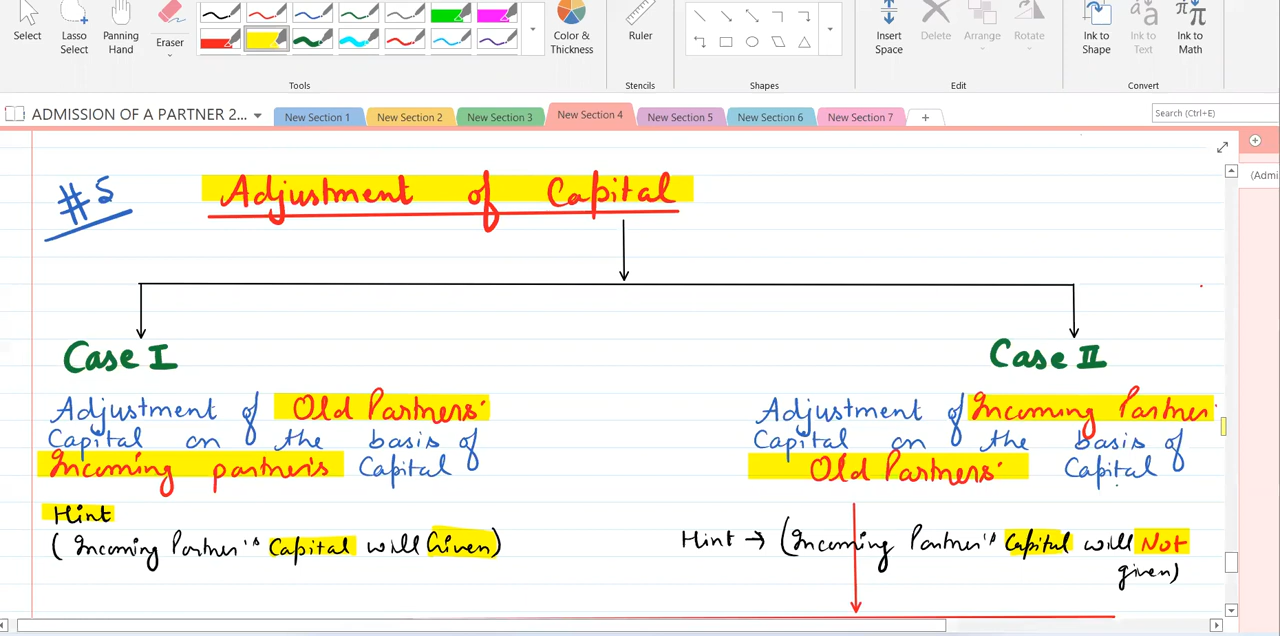 Select
Lasso Select
Panning Hand
Eraser
Color & Thickness
Ruler
Insert Space
Delete
Arrange
Rotate
Ink to Shape
Ink to Text
Ink to Math
Tools
Stencils
Shapes
Edit
Convert
ADMISSION OF A PARTNER 2...
New Section 1
New Section 2
New Section 3
New Section 4
New Section 5
New Section 6
New Section 7
+
Search (Ctrl+E)
(Admi
#5
Adjustment of Capital
Case I
Adjustment of Old Partners'
Capital on the basis of
Incoming partner's Capital
Hint
(Incoming Partner's Capital will Given)
Case II
Adjustment of Incoming Partner
Capital on the basis of
Old Partners' Capital
Hint → (Incoming Partner's Capital will Not
given)